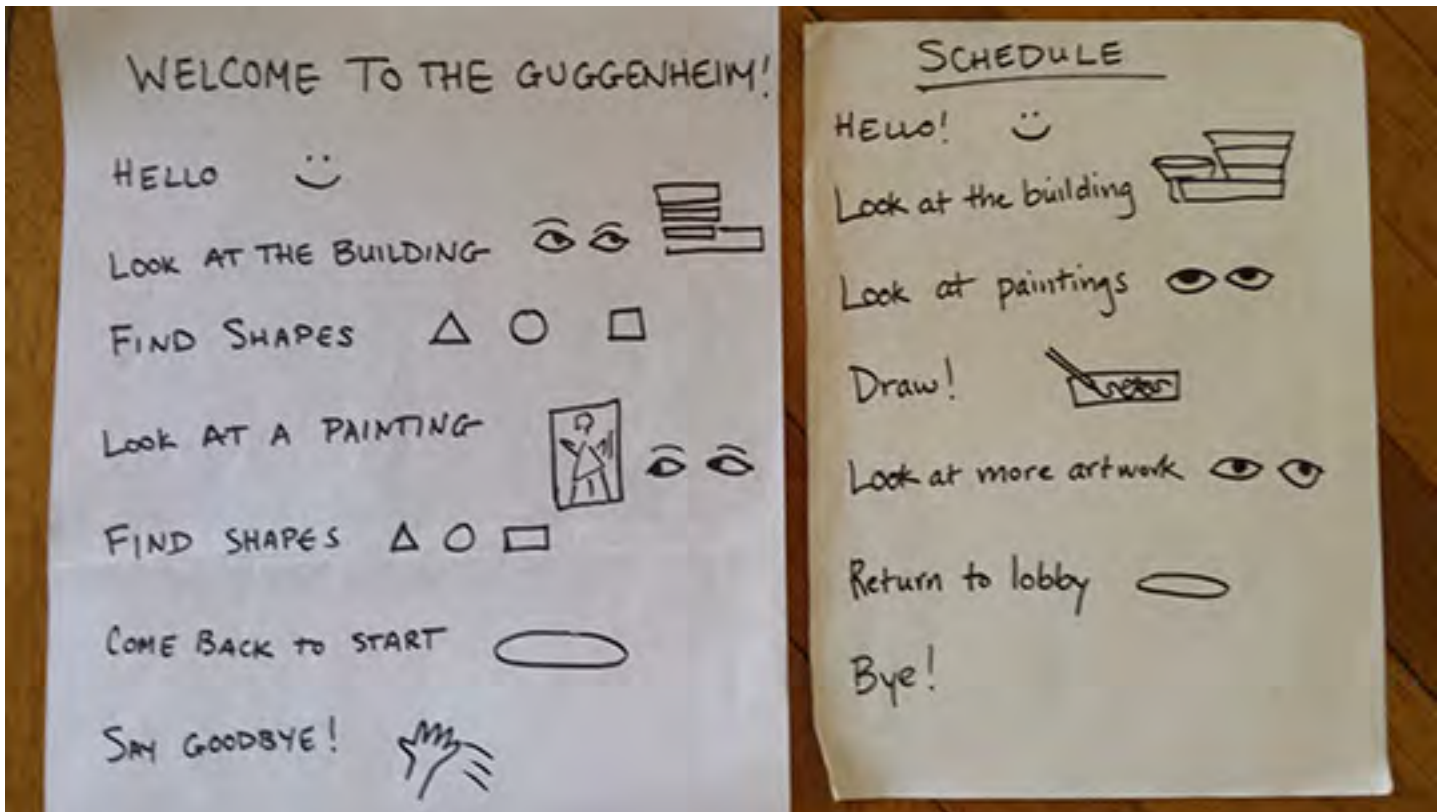 WELCOME TO THE GUGGENHEIM!
HELLO
LOOK AT THE BUILDING
FIND SHAPES
LOOK AT A PAINTING
FIND SHAPES
COME BACK TO START
SAY GOODBYE!
SCHEDULE
HELLO!
Look at the building
Look at paintings
Draw!
Look at more artwork
Return to lobby
Bye!